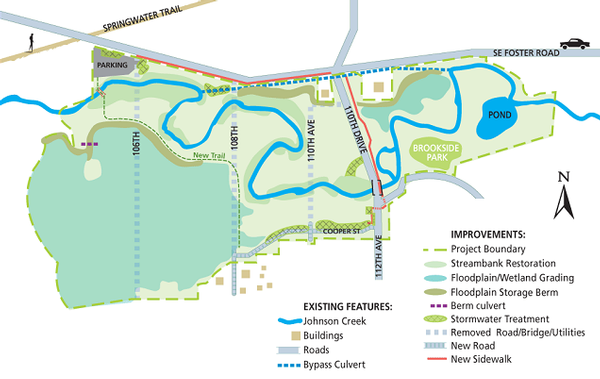 SPRINGWATER TRAIL
SE FOSTER ROAD
PARKING
106TH
108TH
110TH AVE
110TH DRIVE
New Trail
POND
BROOKSIDE
PARK
COOPER ST
112TH AVE
N
EXISTING FEATURES:
Johnson Creek
Buildings
Roads
Bypass Culvert
IMPROVEMENTS:
Project Boundary
Streambank Restoration
Floodplain/Wetland Grading
Floodplain Storage Berm
Berm culvert
Stormwater Treatment
Removed Road/Bridge/Utilities
New Road
New Sidewalk